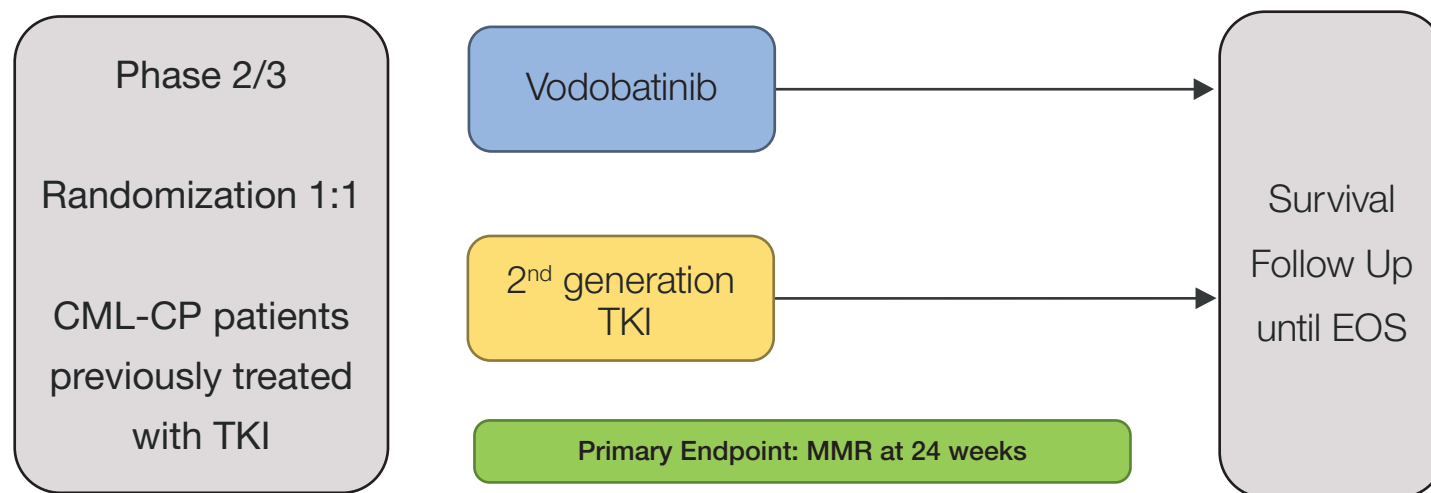 Phase 2/3
Randomization 1:1
CML-CP patients
previously treated
with TKI
Vodobatinib
2nd generation
TKI
Primary Endpoint: MMR at 24 weeks
Survival
Follow Up
until EOS